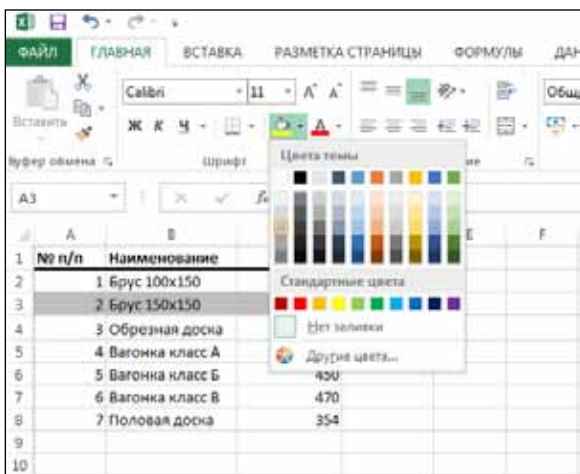 ФАЙЛ ГЛАВНАЯ ВСТАВКА РАЗМЕТКА СТРАНИЦЫ ФОРМУЛЫ ДАН
Calibri 11 A A Общ
Вставить Ж К Ч А
Буфер обмена Шрифт ие
A3
Цвета темы
Стандартные цвета
Нет заливки
Другие цвета...
A B E F
1 № п/п Наименование
2 1 Брус 100х150
3 2 Брус 150х150
4 3 Обрезная доска
5 4 Вагонка класс А
6 5 Вагонка класс Б 450
7 6 Вагонка класс В 470
8 7 Половая доска 354
9
10